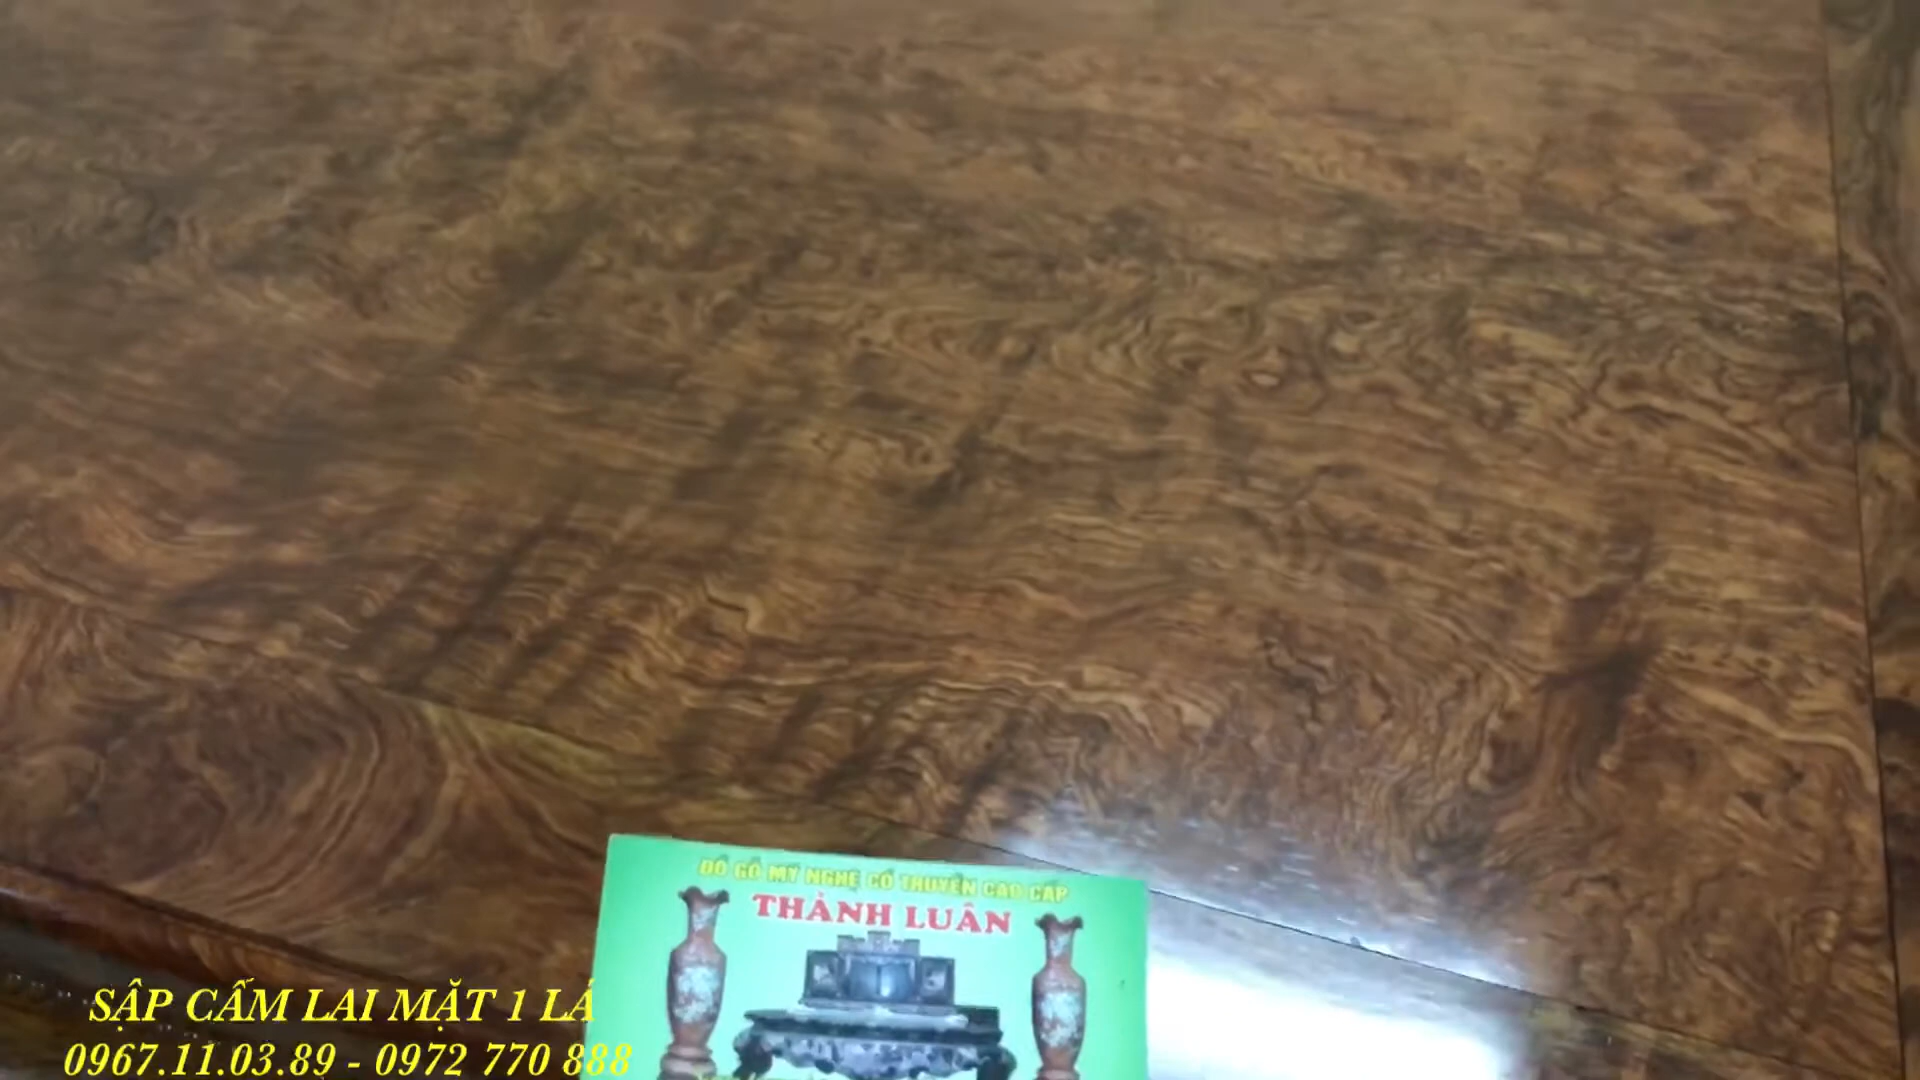 ĐỒ GỖ MỸ NGHỆ CỔ TRUYỀN CAO CẤP
THÀNH LUÂN
SẬP CẨM LAI MẶT 1 LÁ
0967.11.03.89 - 0972 770 888